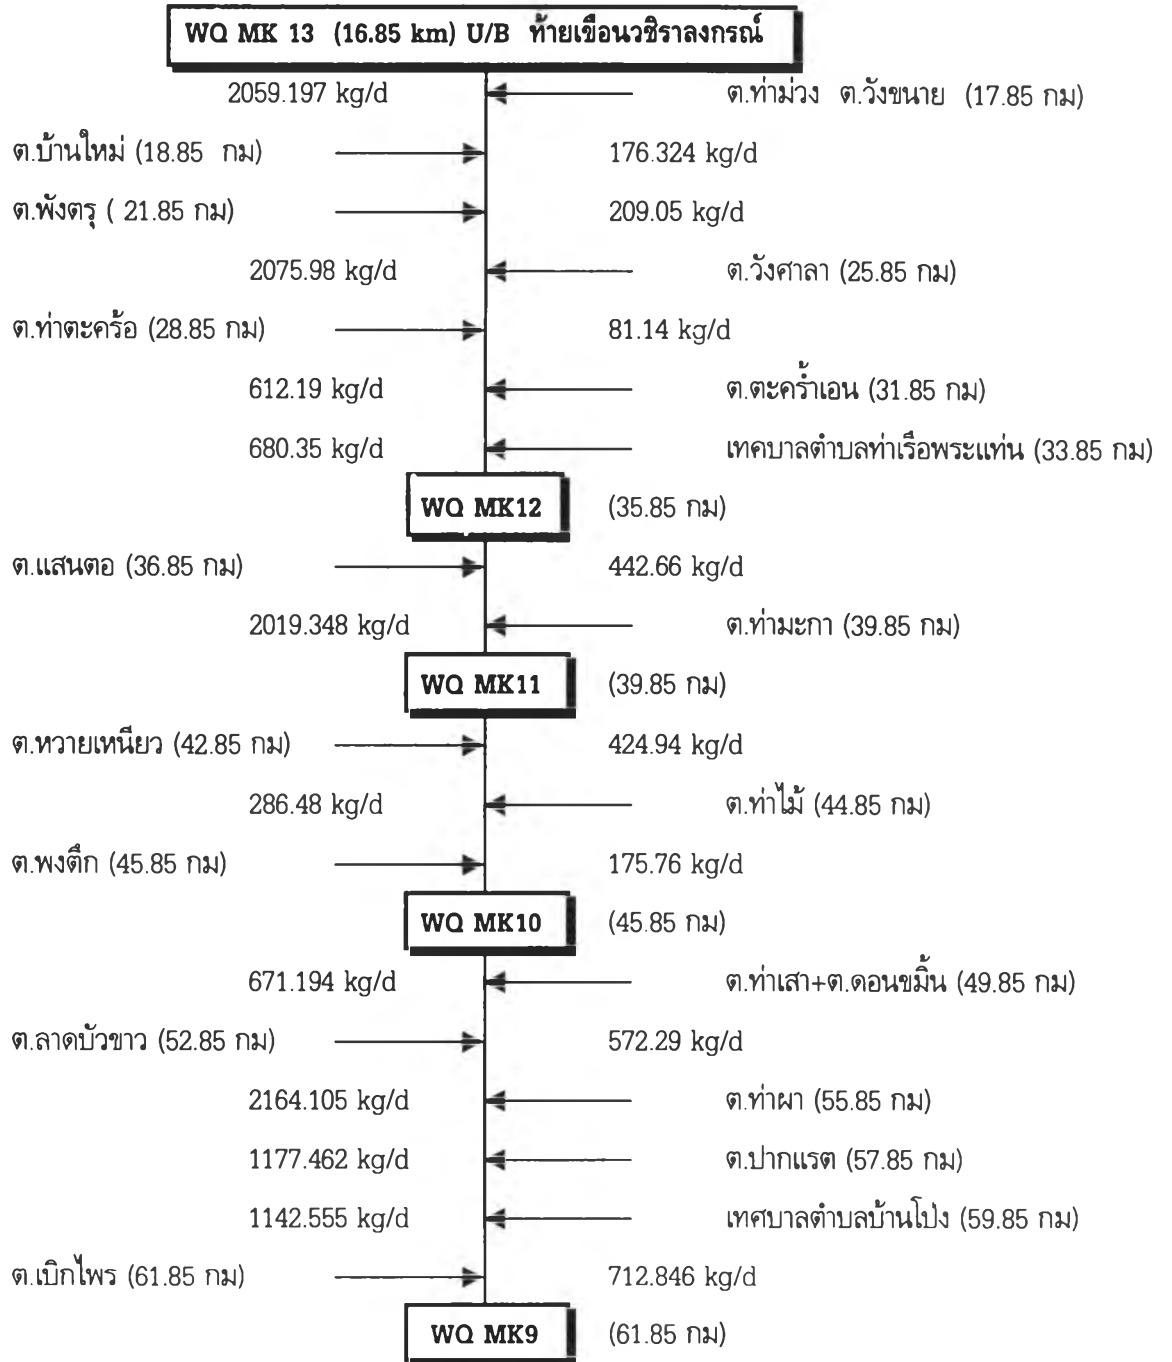 WQ MK 13 (16.85 km) U/B ท้ายเขื่อนวชิราลงกรณ์
2059.197 kg/d ต.ท่าม่วง ต.วังขนาย (17.85 กม)
ต.บ้านใหม่ (18.85 กม) 176.324 kg/d
ต.พังตรุ ( 21.85 กม) 209.05 kg/d
2075.98 kg/d ต.วังศาลา (25.85 กม)
ต.ท่าตะคร้อ (28.85 กม) 81.14 kg/d
612.19 kg/d ต.ตะคร้ำเอน (31.85 กม)
680.35 kg/d เทคบาลตำบลท่าเรือพระแท่น (33.85 กม)
WQ MK12 (35.85 กม)
ต.แสนตอ (36.85 กม) 442.66 kg/d
2019.348 kg/d ต.ท่ามะกา (39.85 กม)
WQ MK11 (39.85 กม)
ต.หวายเหนียว (42.85 กม) 424.94 kg/d
286.48 kg/d ต.ท่าไม้ (44.85 กม)
ต.พงตึก (45.85 กม) 175.76 kg/d
WQ MK10 (45.85 กม)
671.194 kg/d ต.ท่าเสา+ต.ดอนขมิ้น (49.85 กม)
ต.ลาดบัวขาว (52.85 กม) 572.29 kg/d
2164.105 kg/d ต.ท่าผา (55.85 กม)
1177.462 kg/d ต.ปากแรต (57.85 กม)
1142.555 kg/d เทศบาลตำบลบ้านโป่ง (59.85 กม)
ต.เบิกไพร (61.85 กม) 712.846 kg/d
WQ MK9 (61.85 กม)